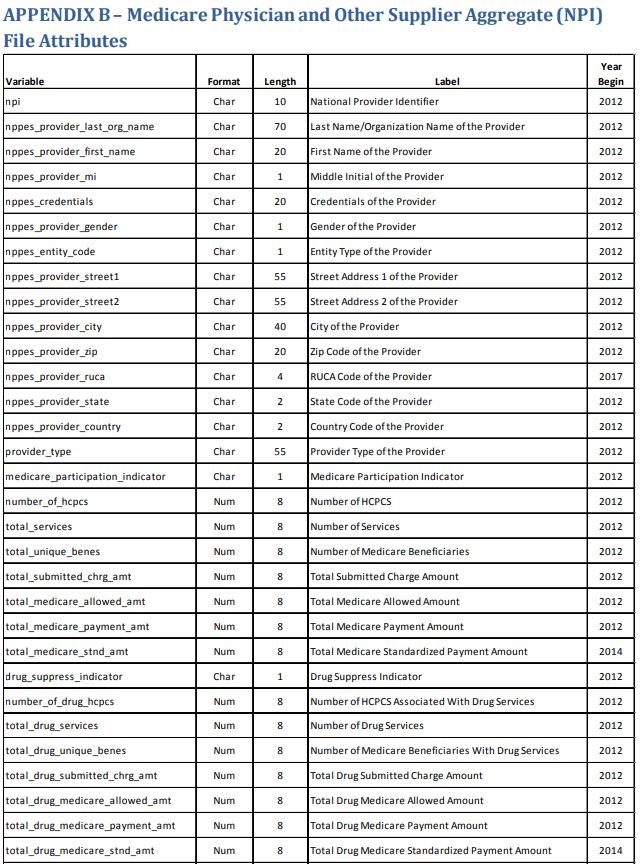 APPENDIX B – Medicare Physician and Other Supplier Aggregate (NPI)
File Attributes
Variable Format Length Label Year Begin
npi Char 10 National Provider Identifier 2012
nppes_provider_last_org_name Char 70 Last Name/Organization Name of the Provider 2012
nppes_provider_first_name Char 20 First Name of the Provider 2012
nppes_provider_mi Char 1 Middle Initial of the Provider 2012
nppes_credentials Char 20 Credentials of the Provider 2012
nppes_provider_gender Char 1 Gender of the Provider 2012
nppes_entity_code Char 1 Entity Type of the Provider 2012
nppes_provider_street1 Char 55 Street Address 1 of the Provider 2012
nppes_provider_street2 Char 55 Street Address 2 of the Provider 2012
nppes_provider_city Char 40 City of the Provider 2012
nppes_provider_zip Char 20 Zip Code of the Provider 2012
nppes_provider_ruca Char 4 RUCA Code of the Provider 2017
nppes_provider_state Char 2 State Code of the Provider 2012
nppes_provider_country Char 2 Country Code of the Provider 2012
provider_type Char 55 Provider Type of the Provider 2012
medicare_participation_indicator Char 1 Medicare Participation Indicator 2012
number_of_hcpcs Num 8 Number of HCPCS 2012
total_services Num 8 Number of Services 2012
total_unique_benes Num 8 Number of Medicare Beneficiaries 2012
total_submitted_chrg_amt Num 8 Total Submitted Charge Amount 2012
total_medicare_allowed_amt Num 8 Total Medicare Allowed Amount 2012
total_medicare_payment_amt Num 8 Total Medicare Payment Amount 2012
total_medicare_stnd_amt Num 8 Total Medicare Standardized Payment Amount 2014
drug_suppress_indicator Char 1 Drug Suppress Indicator 2012
number_of_drug_hcpcs Num 8 Number of HCPCS Associated With Drug Services 2012
total_drug_services Num 8 Number of Drug Services 2012
total_drug_unique_benes Num 8 Number of Medicare Beneficiaries With Drug Services 2012
total_drug_submitted_chrg_amt Num 8 Total Drug Submitted Charge Amount 2012
total_drug_medicare_allowed_amt Num 8 Total Drug Medicare Allowed Amount 2012
total_drug_medicare_payment_amt Num 8 Total Drug Medicare Payment Amount 2012
total_drug_medicare_stnd_amt Num 8 Total Drug Medicare Standardized Payment Amount 2014